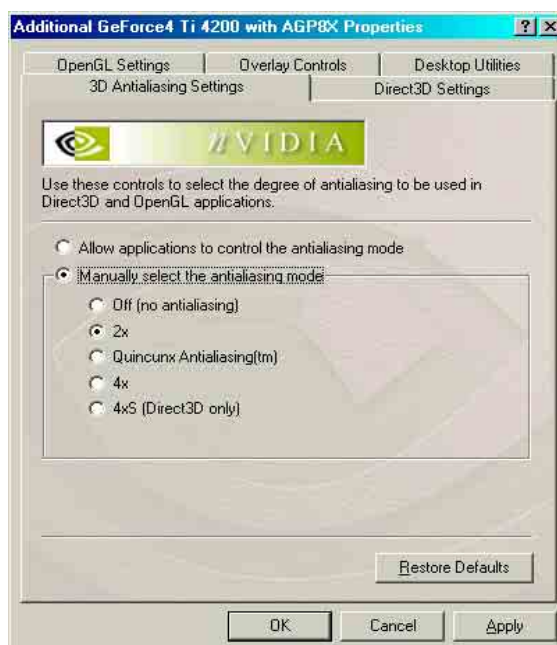 Additional GeForce4 Ti 4200 with AGP8X Properties
OpenGL Settings
Overlay Controls
Desktop Utilities
3D Antialiasing Settings
Direct3D Settings
nVIDIA
Use these controls to select the degree of antialiasing to be used in
Direct3D and OpenGL applications.
Allow applications to control the antialiasing mode
Manually select the antialiasing mode
Off (no antialiasing)
2x
Quincunx Antialiasing(tm)
4x
4xS (Direct3D only)
Restore Defaults
OK
Cancel
Apply